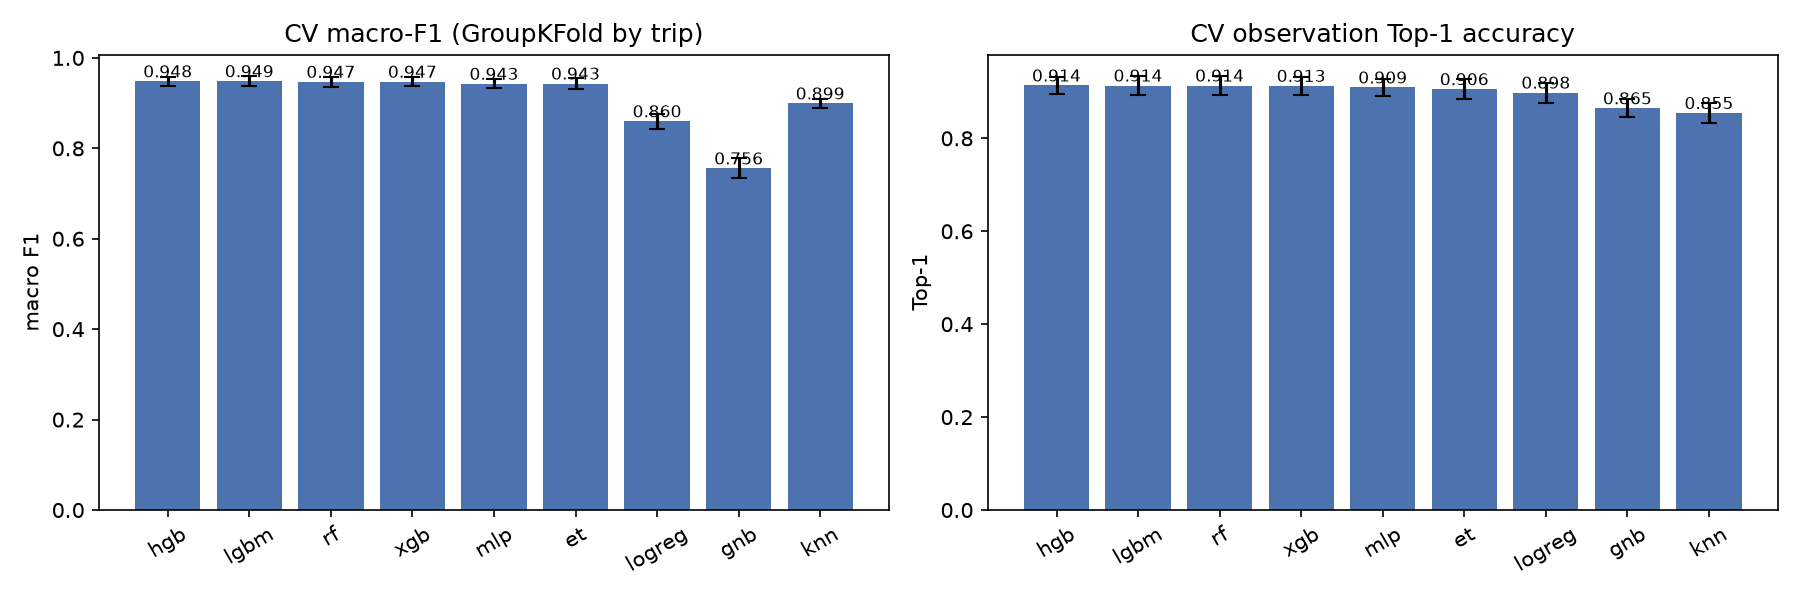 CV macro-F1 (GroupKFold by trip)
macro F1
1.0
0.8
0.6
0.4
0.2
0.0
0.948
0.949
0.947
0.947
0.943
0.943
0.860
0.756
0.899
hgb
lgbm
rf
xgb
mlp
et
logreg
gnb
knn
CV observation Top-1 accuracy
Top-1
0.8
0.6
0.4
0.2
0.0
0.914
0.914
0.914
0.913
0.909
0.906
0.898
0.865
0.855
hgb
lgbm
rf
xgb
mlp
et
logreg
gnb
knn